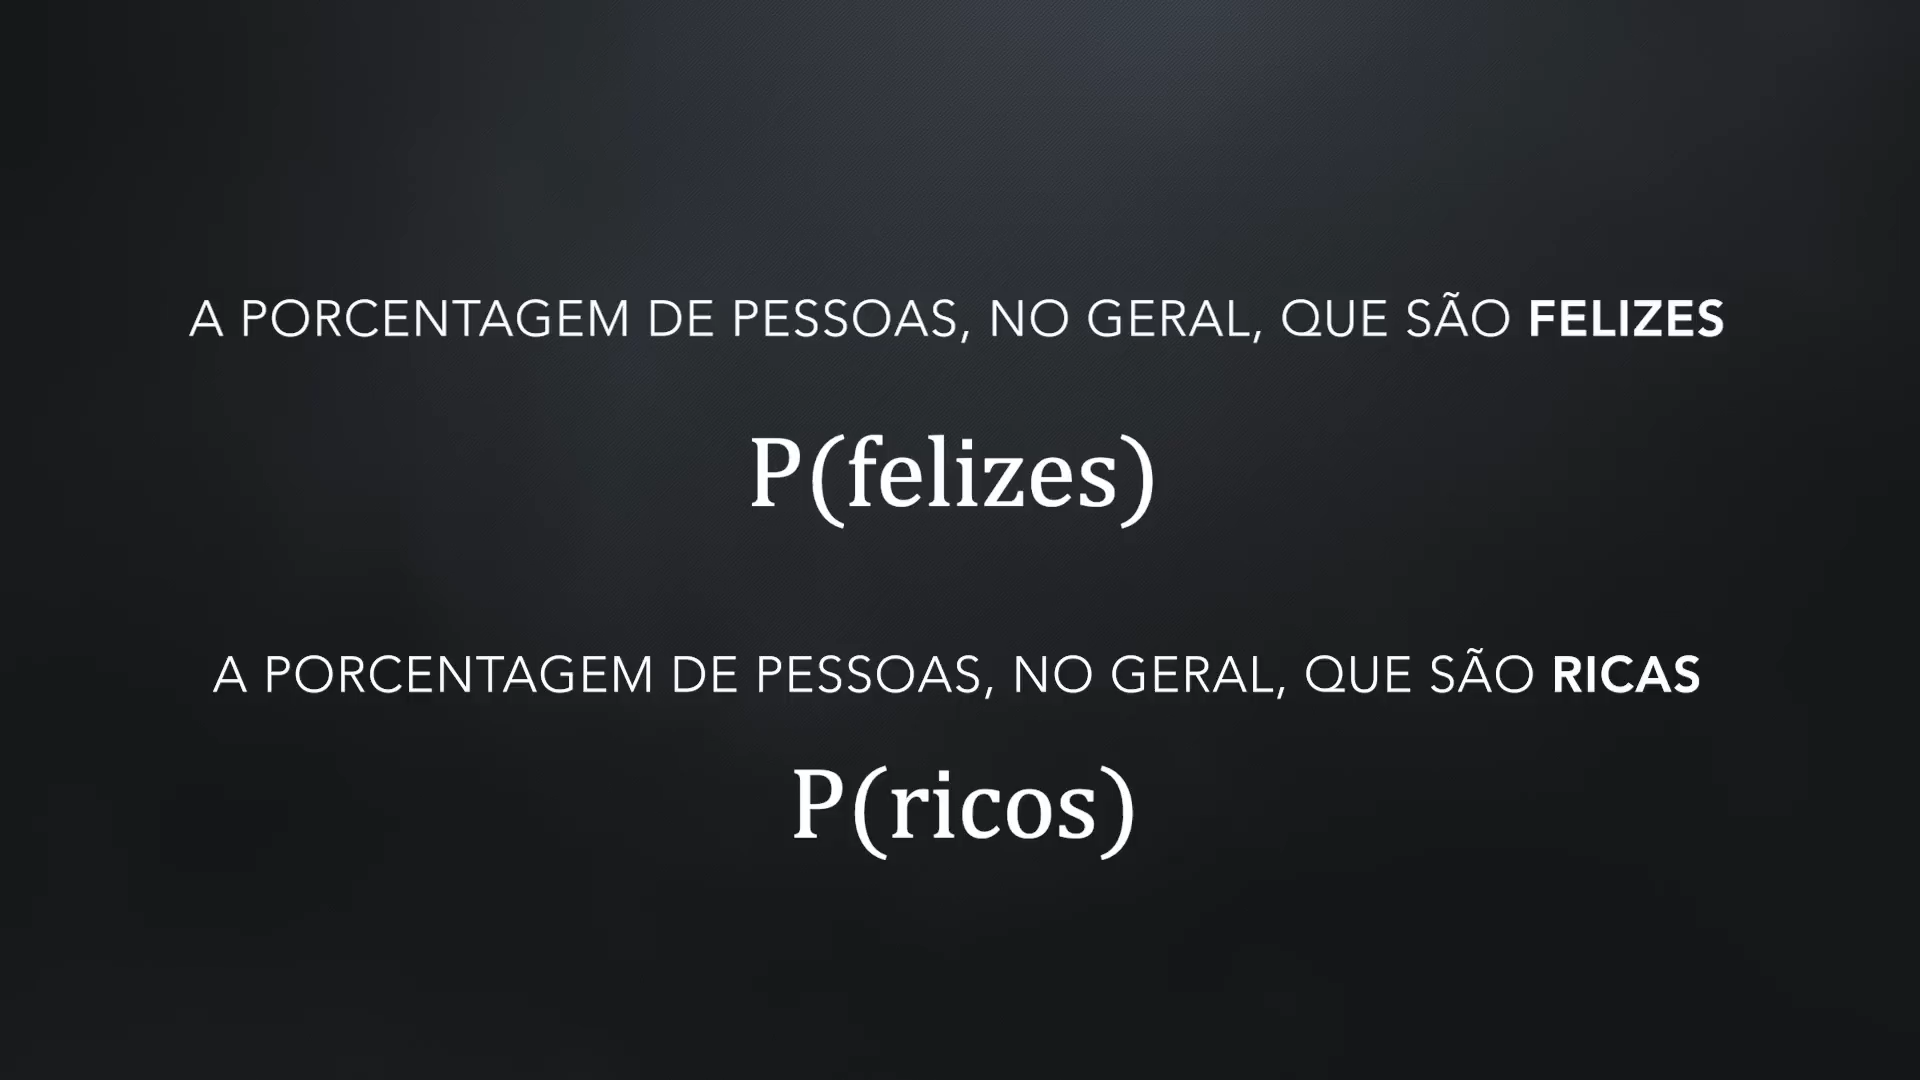 A PORCENTAGEM DE PESSOAS, NO GERAL, QUE SÃO FELIZES
P(felizes)
A PORCENTAGEM DE PESSOAS, NO GERAL, QUE SÃO RICAS
P(ricos)